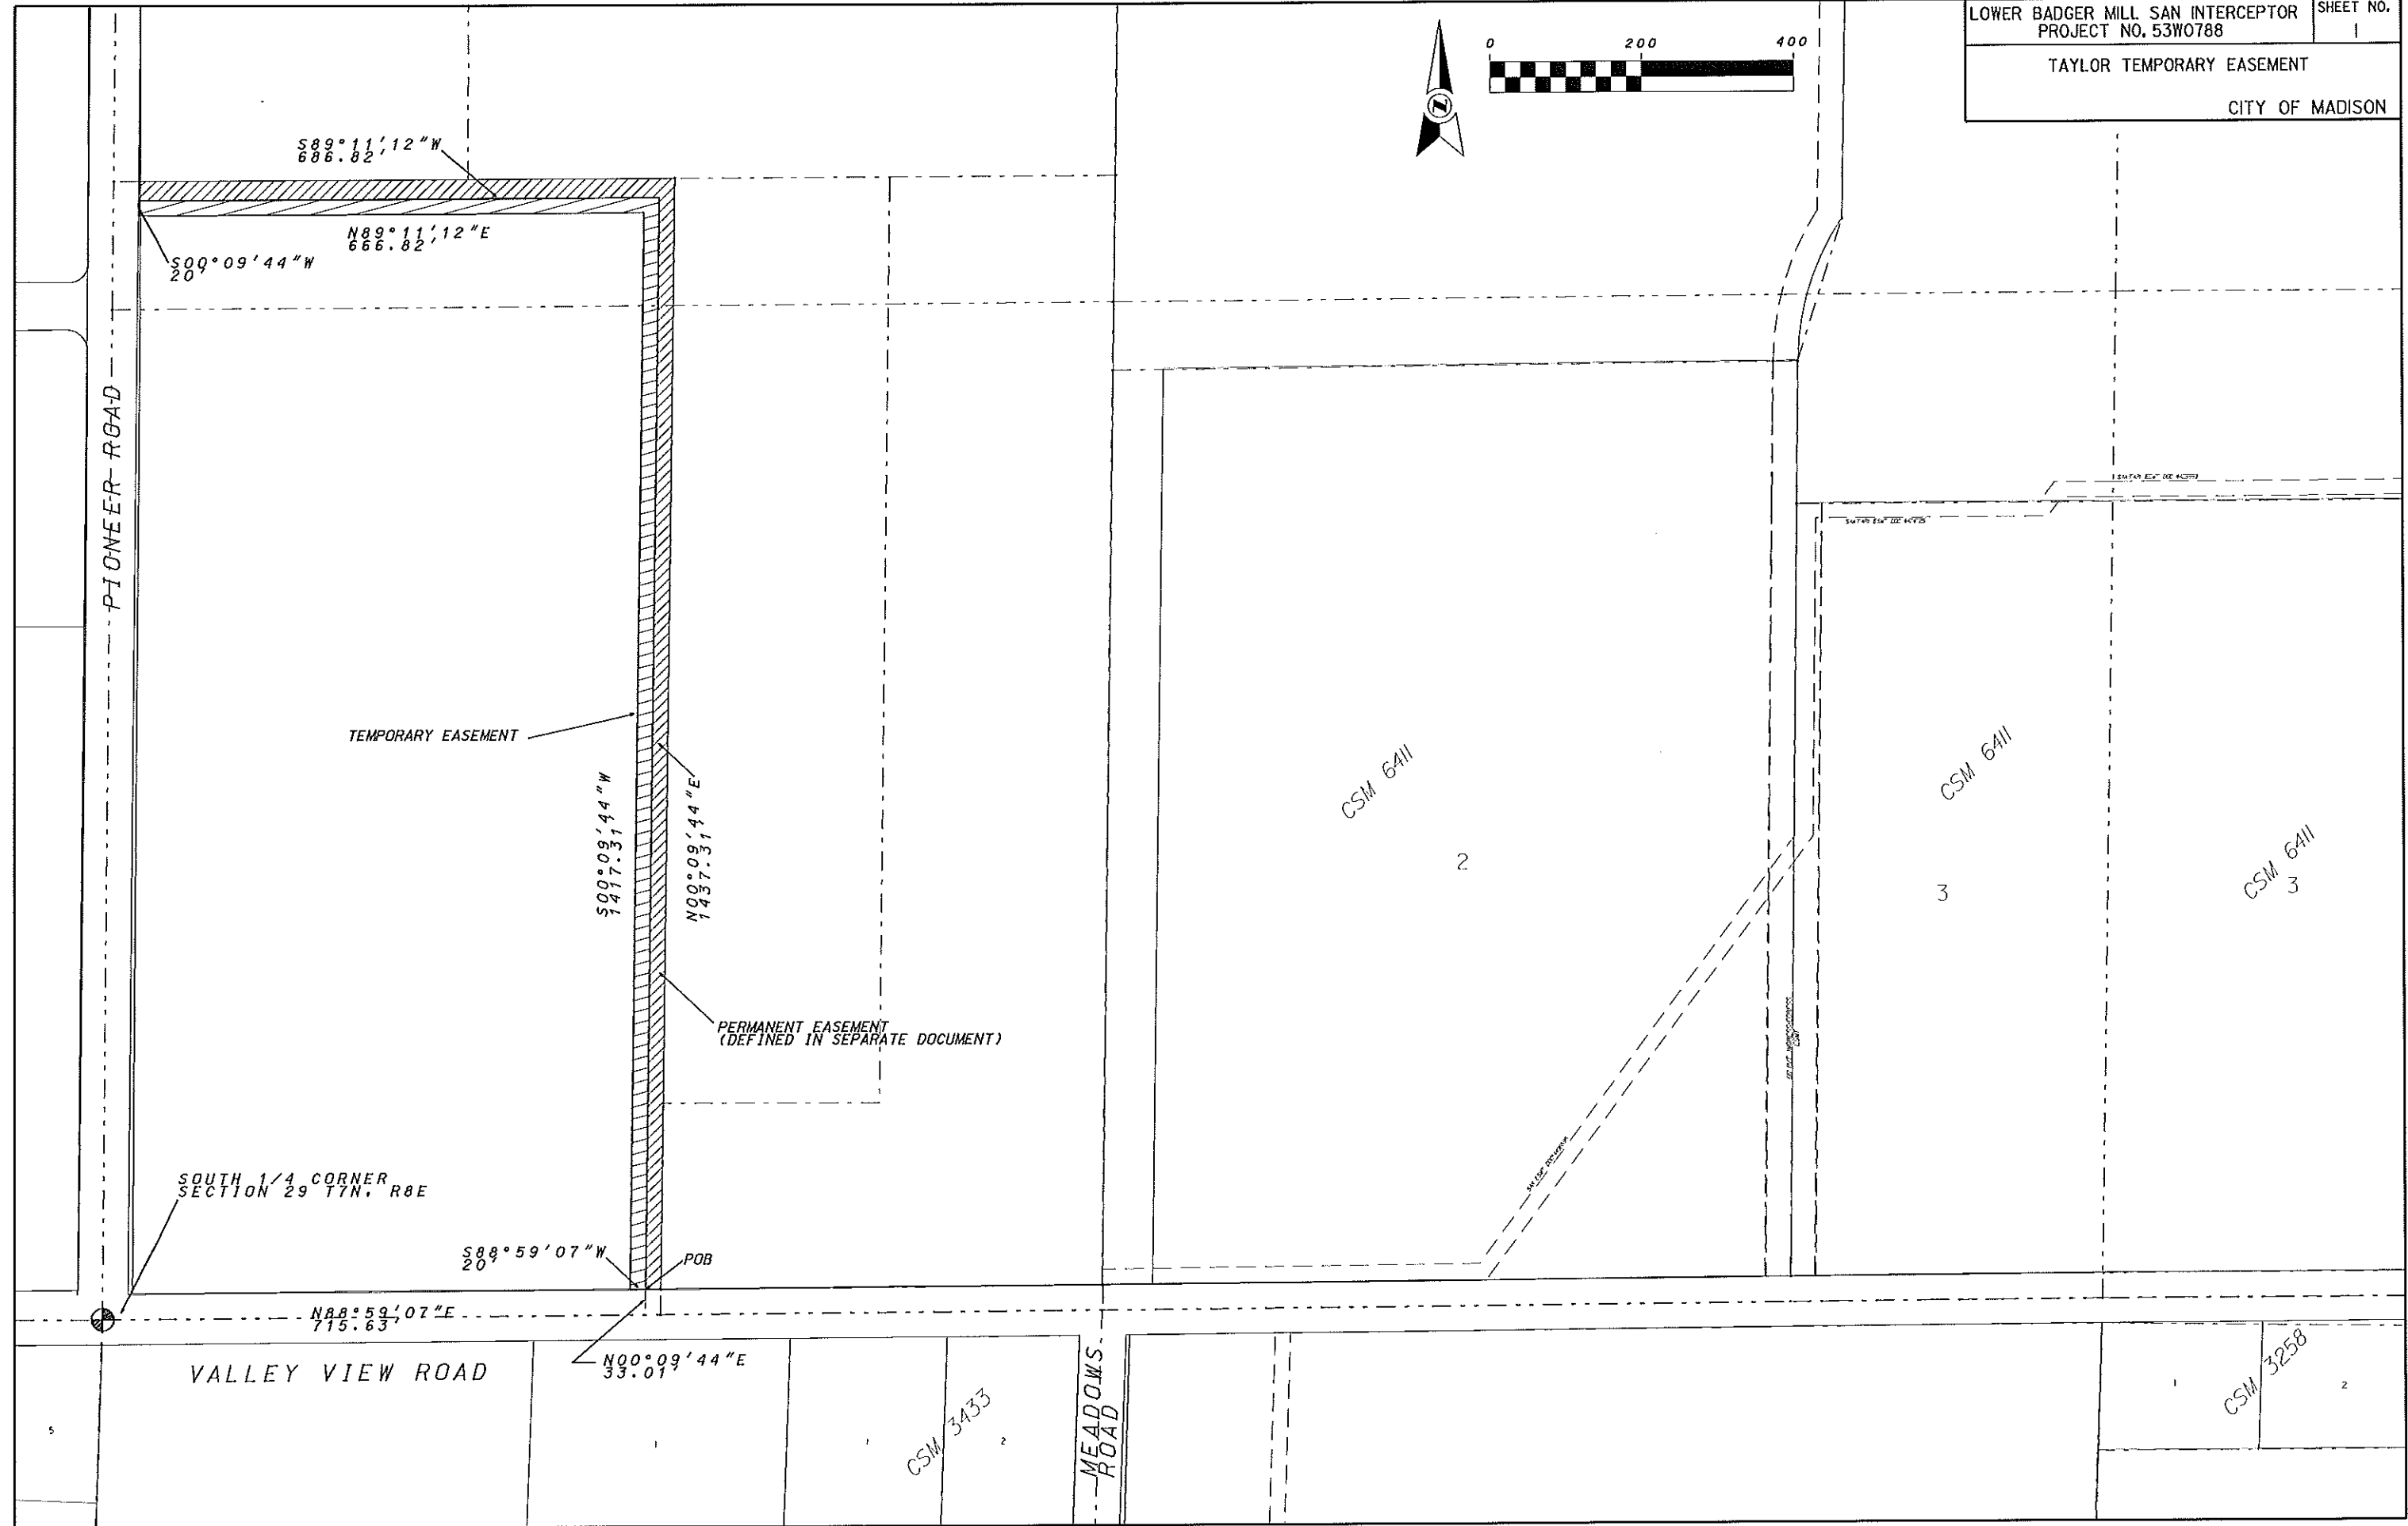 LOWER BADGER MILL SAN INTERCEPTOR
PROJECT NO. 53W0788
SHEET NO.
1
TAYLOR TEMPORARY EASEMENT
CITY OF MADISON
0 200 400
S89°11'12"W
686.82'
N89°11'12"E
666.82'
S00°09'44"W
20'
PIONEER ROAD
TEMPORARY EASEMENT
S00°09'44"W
1417.31'
N00°09'44"E
1437.31'
PERMANENT EASEMENT
(DEFINED IN SEPARATE DOCUMENT)
CSM 6411
2
CSM 6411
3
CSM 6411
3
SOUTH 1/4 CORNER
SECTION 29 T7N, R8E
S88°59'07"W
20'
POB
N88°59'07"E
715.63'
N00°09'44"E
33.01'
VALLEY VIEW ROAD
MEADOWS
ROAD
5
1
1
CSM 3433
2
1
CSM 3258
2